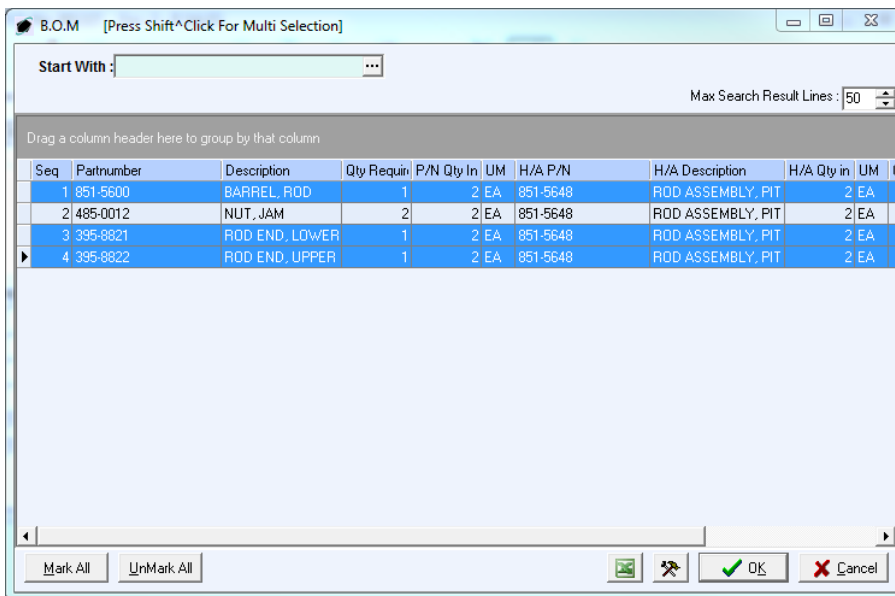 B.O.M [Press Shift^Click For Multi Selection]
Start With : ...
Max Search Result Lines : 50
Drag a column header here to group by that column
Seq Partnumber Description Qty Requir P/N Qty In UM H/A P/N H/A Description H/A Qty in UM
1 851-5600 BARREL, ROD 1 2 EA 851-5648 ROD ASSEMBLY, PIT 2 EA
2 485-0012 NUT, JAM 2 2 EA 851-5648 ROD ASSEMBLY, PIT 2 EA
3 395-8821 ROD END, LOWER 1 2 EA 851-5648 ROD ASSEMBLY, PIT 2 EA
4 395-8822 ROD END, UPPER 1 2 EA 851-5648 ROD ASSEMBLY, PIT 2 EA
Mark All UnMark All OK Cancel